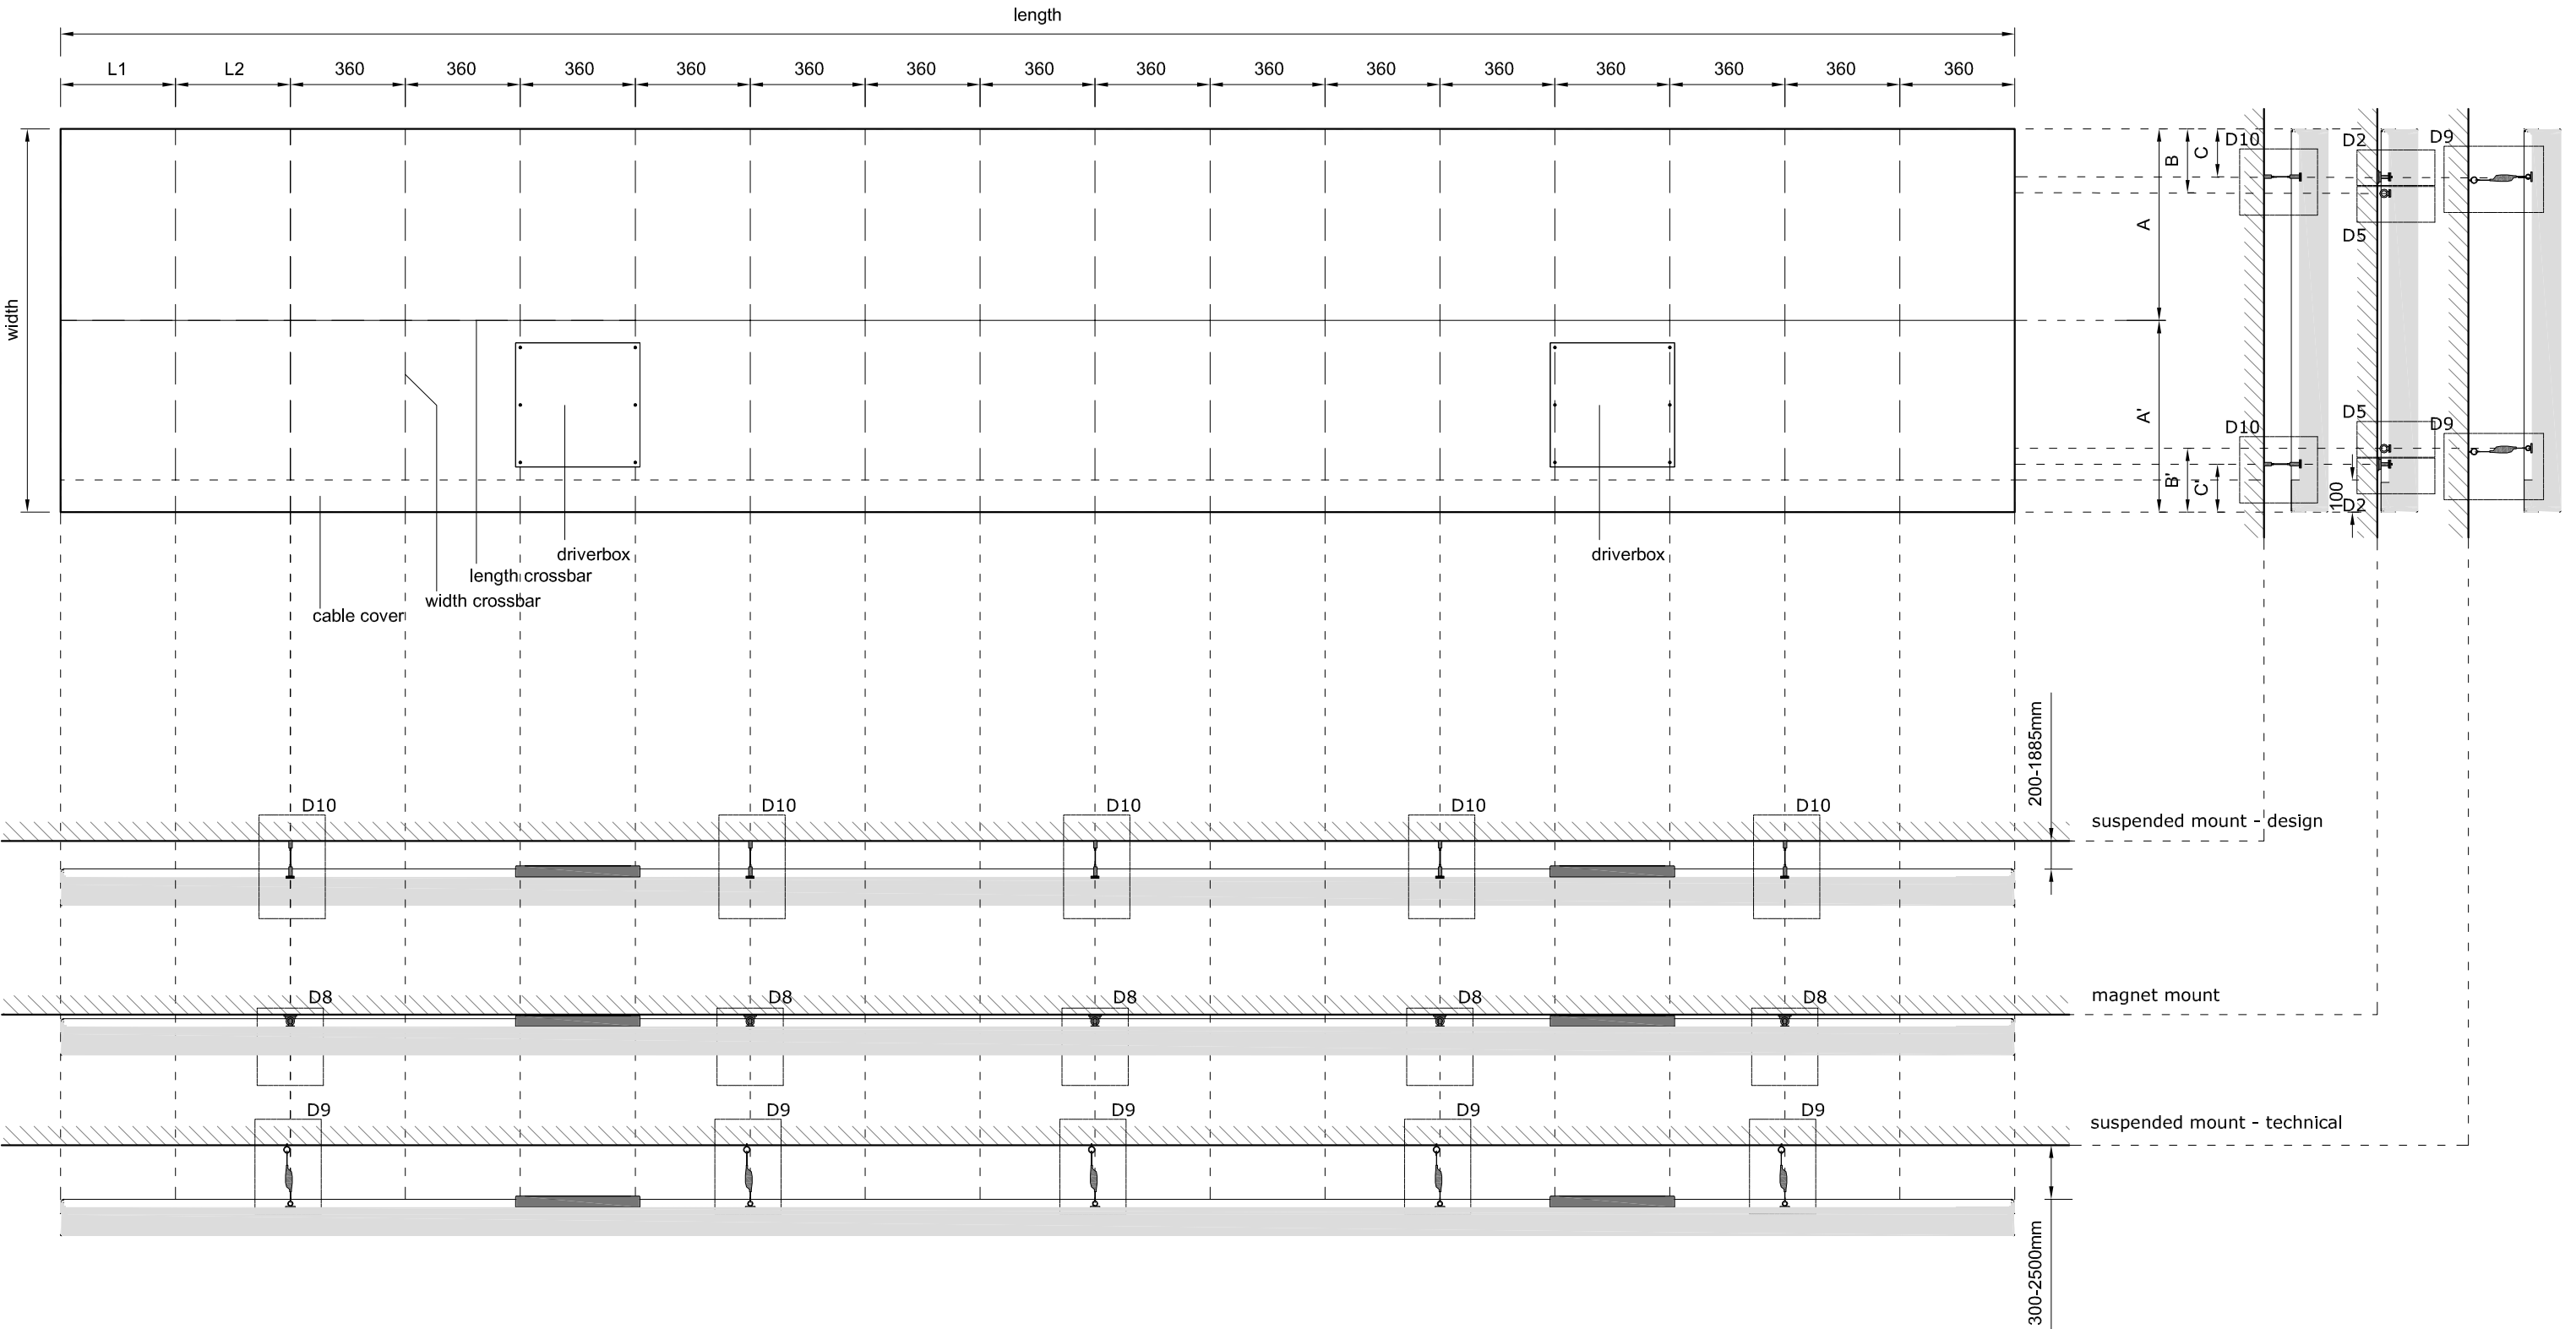 length
L1 L2 360 360 360 360 360 360 360 360 360 360 360 360 360 360 360
width
A
A'
B
C
B'
C'
100
D10
D2
D9
D5
D5
D10
D9
D2
driverbox
driverbox
length crossbar
width crossbar
cable cover
200-1885mm
D10 D10 D10 D10 D10
suspended mount - design
D8 D8 D8 D8 D8
magnet mount
D9 D9 D9 D9 D9
suspended mount - technical
300-2500mm